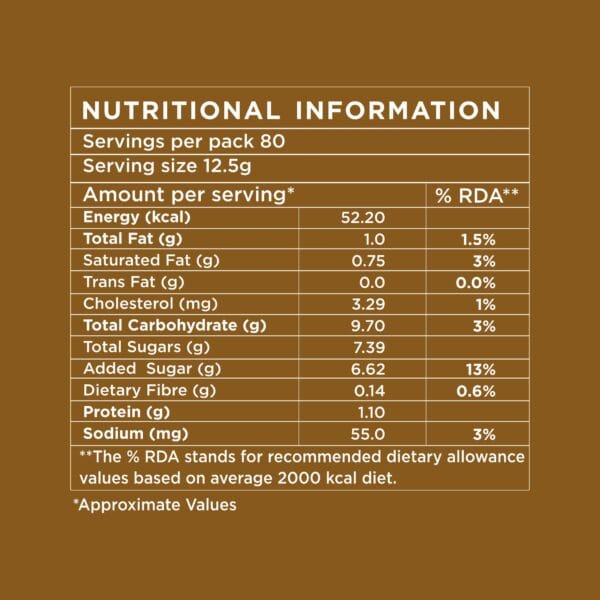 NUTRITIONAL INFORMATION
Servings per pack 80
Serving size 12.5g
Amount per serving* % RDA**
Energy (kcal) 52.20
Total Fat (g) 1.0 1.5%
Saturated Fat (g) 0.75 3%
Trans Fat (g) 0.0 0.0%
Cholesterol (mg) 3.29 1%
Total Carbohydrate (g) 9.70 3%
Total Sugars (g) 7.39
Added Sugar (g) 6.62 13%
Dietary Fibre (g) 0.14 0.6%
Protein (g) 1.10
Sodium (mg) 55.0 3%
**The % RDA stands for recommended dietary allowance
values based on average 2000 kcal diet.
*Approximate Values